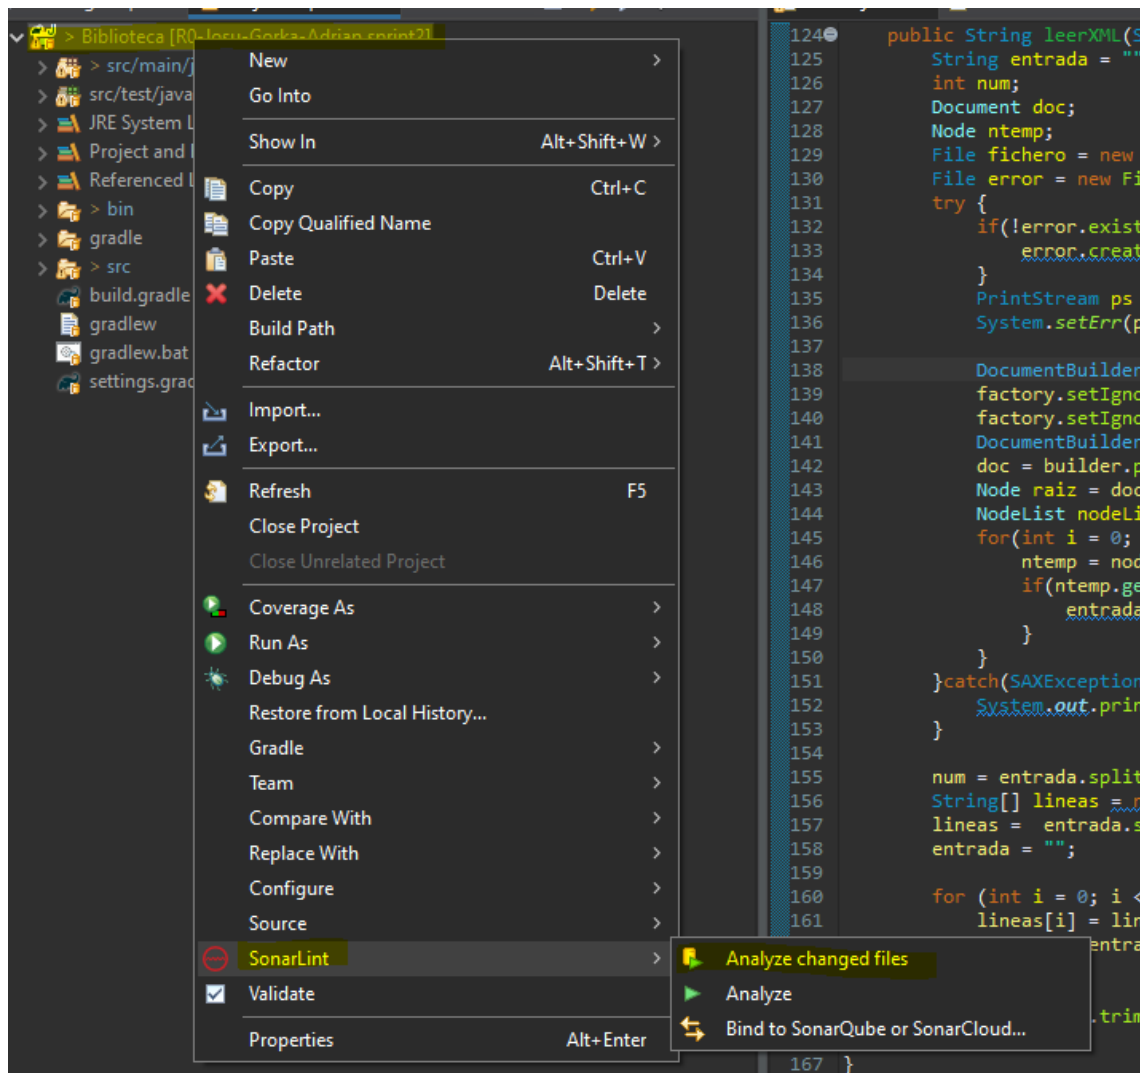 > Biblioteca [R0-Josu-Gorka-Adrian sprint2]
> src/main/j
src/test/java
JRE System L
Project and
Referenced L
> bin
gradle
> src
build.gradle
gradlew
gradlew.bat
settings.grad
New
Go Into
Show In Alt+Shift+W
Copy Ctrl+C
Copy Qualified Name
Paste Ctrl+V
Delete Delete
Build Path
Refactor Alt+Shift+T
Import...
Export...
Refresh F5
Close Project
Close Unrelated Project
Coverage As
Run As
Debug As
Restore from Local History...
Gradle
Team
Compare With
Replace With
Configure
Source
SonarLint
Validate
Properties Alt+Enter
Analyze changed files
Analyze
Bind to SonarQube or SonarCloud...
124 public String leerXML(S
125 String entrada = ""
126 int num;
127 Document doc;
128 Node ntemp;
129 File fichero = new
130 File error = new Fi
131 try {
132 if(!error.exist
133 error.creat
134 }
135 PrintStream ps
136 System.setErr(p
137
138 DocumentBuilder
139 factory.setIgno
140 factory.setIgno
141 DocumentBuilder
142 doc = builder.p
143 Node raiz = doc
144 NodeList nodeLi
145 for(int i = 0;
146 ntemp = nod
147 if(ntemp.ge
148 entrada
149 }
150 }
151 }catch(SAXException
152 System.out.prin
153 }
154
155 num = entrada.split
156 String[] lineas = n
157 lineas = entrada.s
158 entrada = "";
159
160 for (int i = 0; i <
161 lineas[i] = lin
entra
.trim
167 }